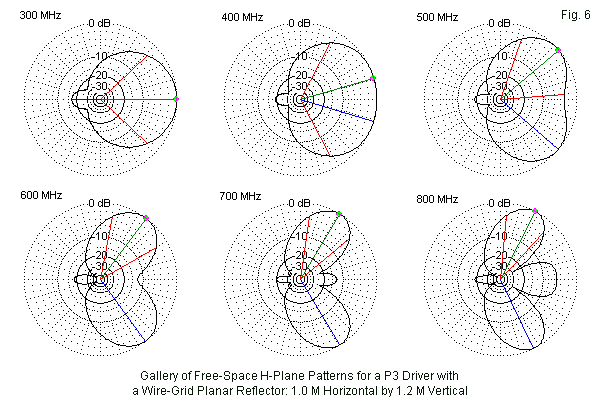 300 MHz
0 dB
-10
-20
-30
400 MHz
0 dB
-10
-20
-30
500 MHz
0 dB
-10
-20
-30
Fig. 6
600 MHz
0 dB
-10
-20
-30
700 MHz
0 dB
-10
-20
-30
800 MHz
0 dB
-10
-20
-30
Gallery of Free-Space H-Plane Patterns for a P3 Driver with
a Wire-Grid Planar Reflector: 1.0 M Horizontal by 1.2 M Vertical